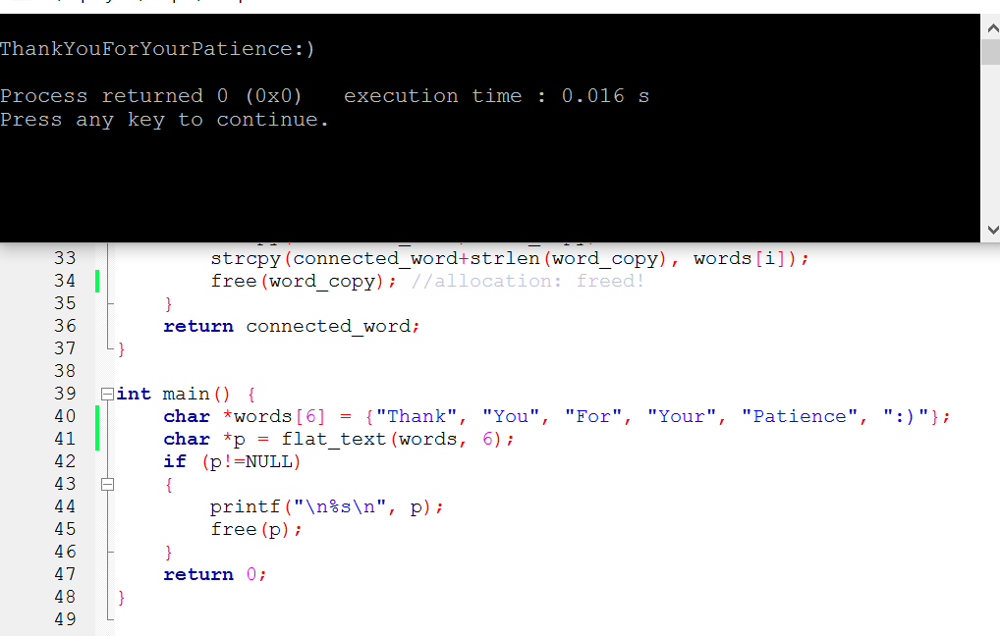 ThankYouForYourPatience:)
Process returned 0 (0x0)   execution time : 0.016 s
Press any key to continue.
33 strcpy(connected_word+strlen(word_copy), words[i]);
34 free(word_copy); //allocation: freed!
35 }
36 return connected_word;
37 }
38
39 int main() {
40 char *words[6] = {"Thank", "You", "For", "Your", "Patience", ":)"};
41 char *p = flat_text(words, 6);
42 if (p!=NULL)
43 {
44 printf("\n%s\n", p);
45 free(p);
46 }
47 return 0;
48 }
49